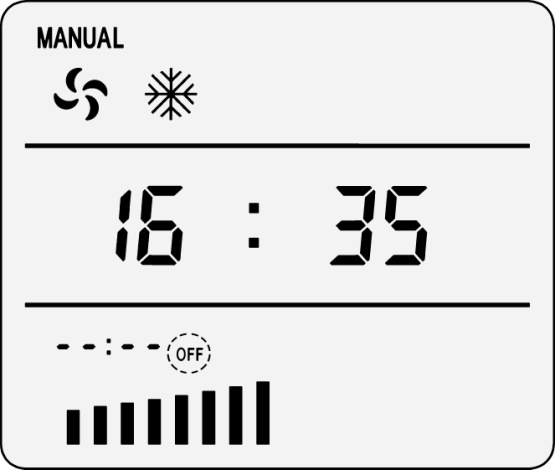 MANUAL
16 : 35
--:-- OFF